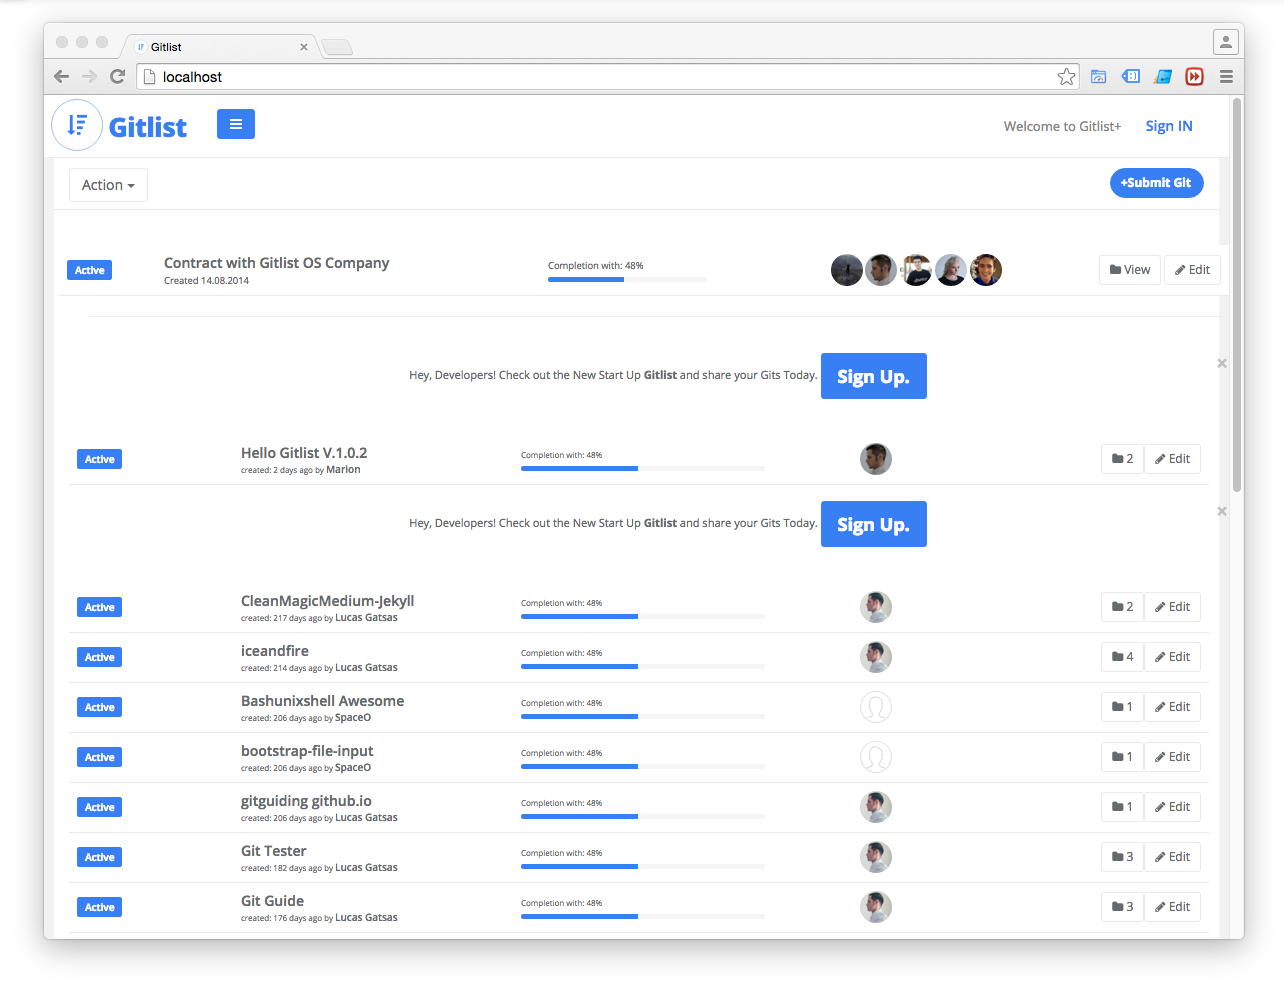 Gitlist
localhost
Gitlist
Welcome to Gitlist+ Sign IN
Action
+Submit Git
Active
Contract with Gitlist OS Company
Created 14.08.2014
Completion with: 48%
View Edit
Hey, Developers! Check out the New Start Up Gitlist and share your Gits Today. Sign Up.
Active
Hello Gitlist V.1.0.2
created: 2 days ago by Marion
Completion with: 48%
2 Edit
Hey, Developers! Check out the New Start Up Gitlist and share your Gits Today. Sign Up.
Active
CleanMagicMedium-Jekyll
created: 217 days ago by Lucas Gatsas
Completion with: 48%
2 Edit
Active
iceandfire
created: 214 days ago by Lucas Gatsas
Completion with: 48%
4 Edit
Active
Bashunixshell Awesome
created: 206 days ago by SpaceO
Completion with: 48%
1 Edit
Active
bootstrap-file-input
created: 206 days ago by SpaceO
Completion with: 48%
1 Edit
Active
gitguiding github.io
created: 206 days ago by Lucas Gatsas
Completion with: 48%
1 Edit
Active
Git Tester
created: 182 days ago by Lucas Gatsas
Completion with: 48%
3 Edit
Active
Git Guide
created: 176 days ago by Lucas Gatsas
Completion with: 48%
3 Edit